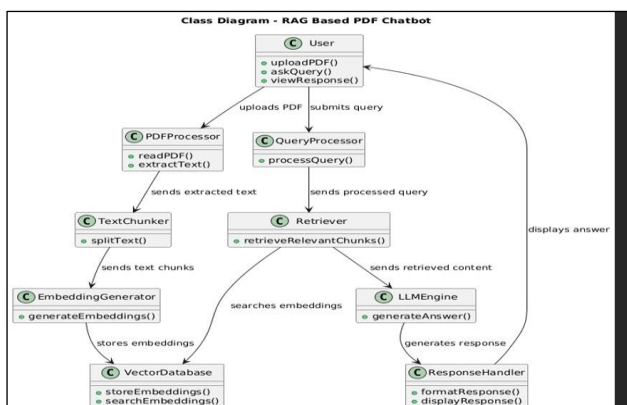 Class Diagram - RAG Based PDF Chatbot
C User
uploadPDF()
askQuery()
viewResponse()
uploads PDF
submits query
C PDFProcessor
readPDF()
extractText()
C QueryProcessor
processQuery()
sends extracted text
sends processed query
C TextChunker
splitText()
C Retriever
retrieveRelevantChunks()
displays answer
sends text chunks
sends retrieved content
C EmbeddingGenerator
generateEmbeddings()
searches embeddings
C LLMEngine
generateAnswer()
stores embeddings
generates response
C VectorDatabase
storeEmbeddings()
searchEmbeddings()
C ResponseHandler
formatResponse()
displayResponse()